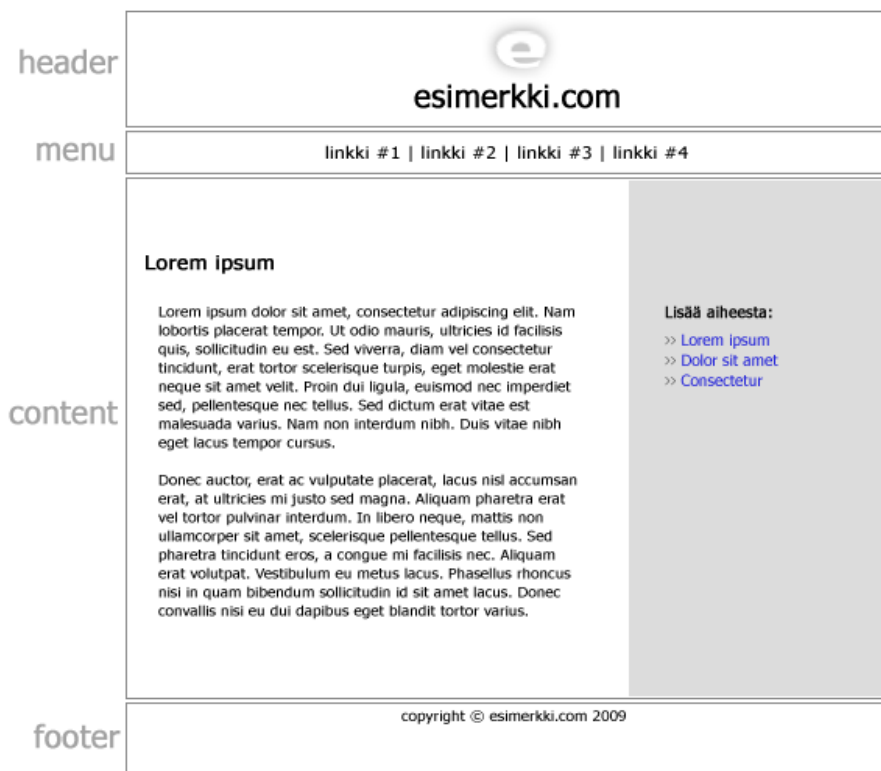 header
e
esimerkki.com
menu
linkki #1 | linkki #2 | linkki #3 | linkki #4
content
Lorem ipsum
Lorem ipsum dolor sit amet, consectetur adipiscing elit. Nam
lobortis placerat tempor. Ut odio mauris, ultricies id facilisis
quis, sollicitudin eu est. Sed viverra, diam vel consectetur
tincidunt, erat tortor scelerisque turpis, eget molestie erat
neque sit amet velit. Proin dui ligula, euismod nec imperdiet
sed, pellentesque nec tellus. Sed dictum erat vitae est
malesuada varius. Nam non interdum nibh. Duis vitae nibh
eget lacus tempor cursus.
Donec auctor, erat ac vulputate placerat, lacus nisl accumsan
erat, at ultricies mi justo sed magna. Aliquam pharetra erat
vel tortor pulvinar interdum. In libero neque, mattis non
ullamcorper sit amet, scelerisque pellentesque tellus. Sed
pharetra tincidunt eros, a congue mi facilisis nec. Aliquam
erat volutpat. Vestibulum eu metus lacus. Phasellus rhoncus
nisi in quam bibendum sollicitudin id sit amet lacus. Donec
convallis nisi eu dui dapibus eget blandit tortor varius.
Lisää aiheesta:
>> Lorem ipsum
>> Dolor sit amet
>> Consectetur
footer
copyright © esimerkki.com 2009